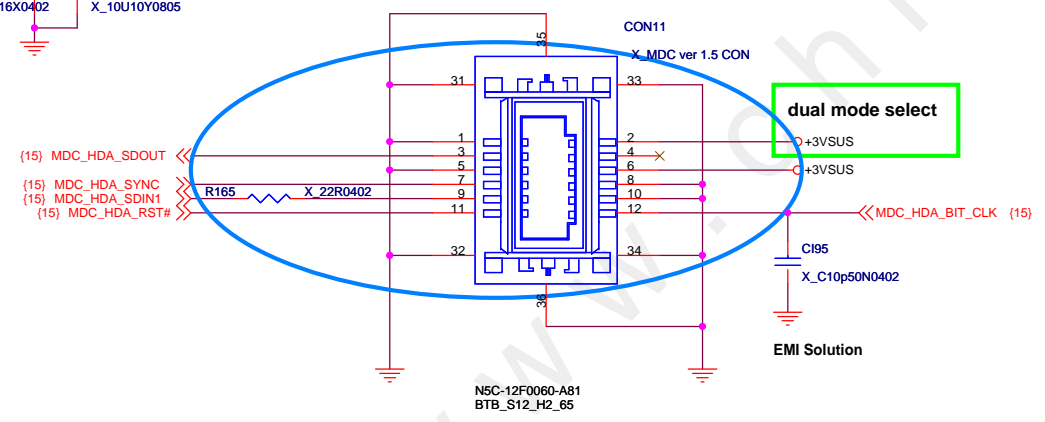 16X0402
X_10U10Y0805
CON11
X_MDC ver 1.5 CON
35
31
33
dual mode select
1
2
+3VSUS
{15} MDC_HDA_SDOUT
3
4
5
6
+3VSUS
{15} MDC_HDA_SYNC
7
8
{15} MDC_HDA_SDIN1
R165
X_22R0402
9
10
{15} MDC_HDA_RST#
11
12
MDC_HDA_BIT_CLK {15}
32
34
CI95
X_C10p50N0402
36
EMI Solution
N5C-12F0060-A81
BTB_S12_H2_65
w w w . c h